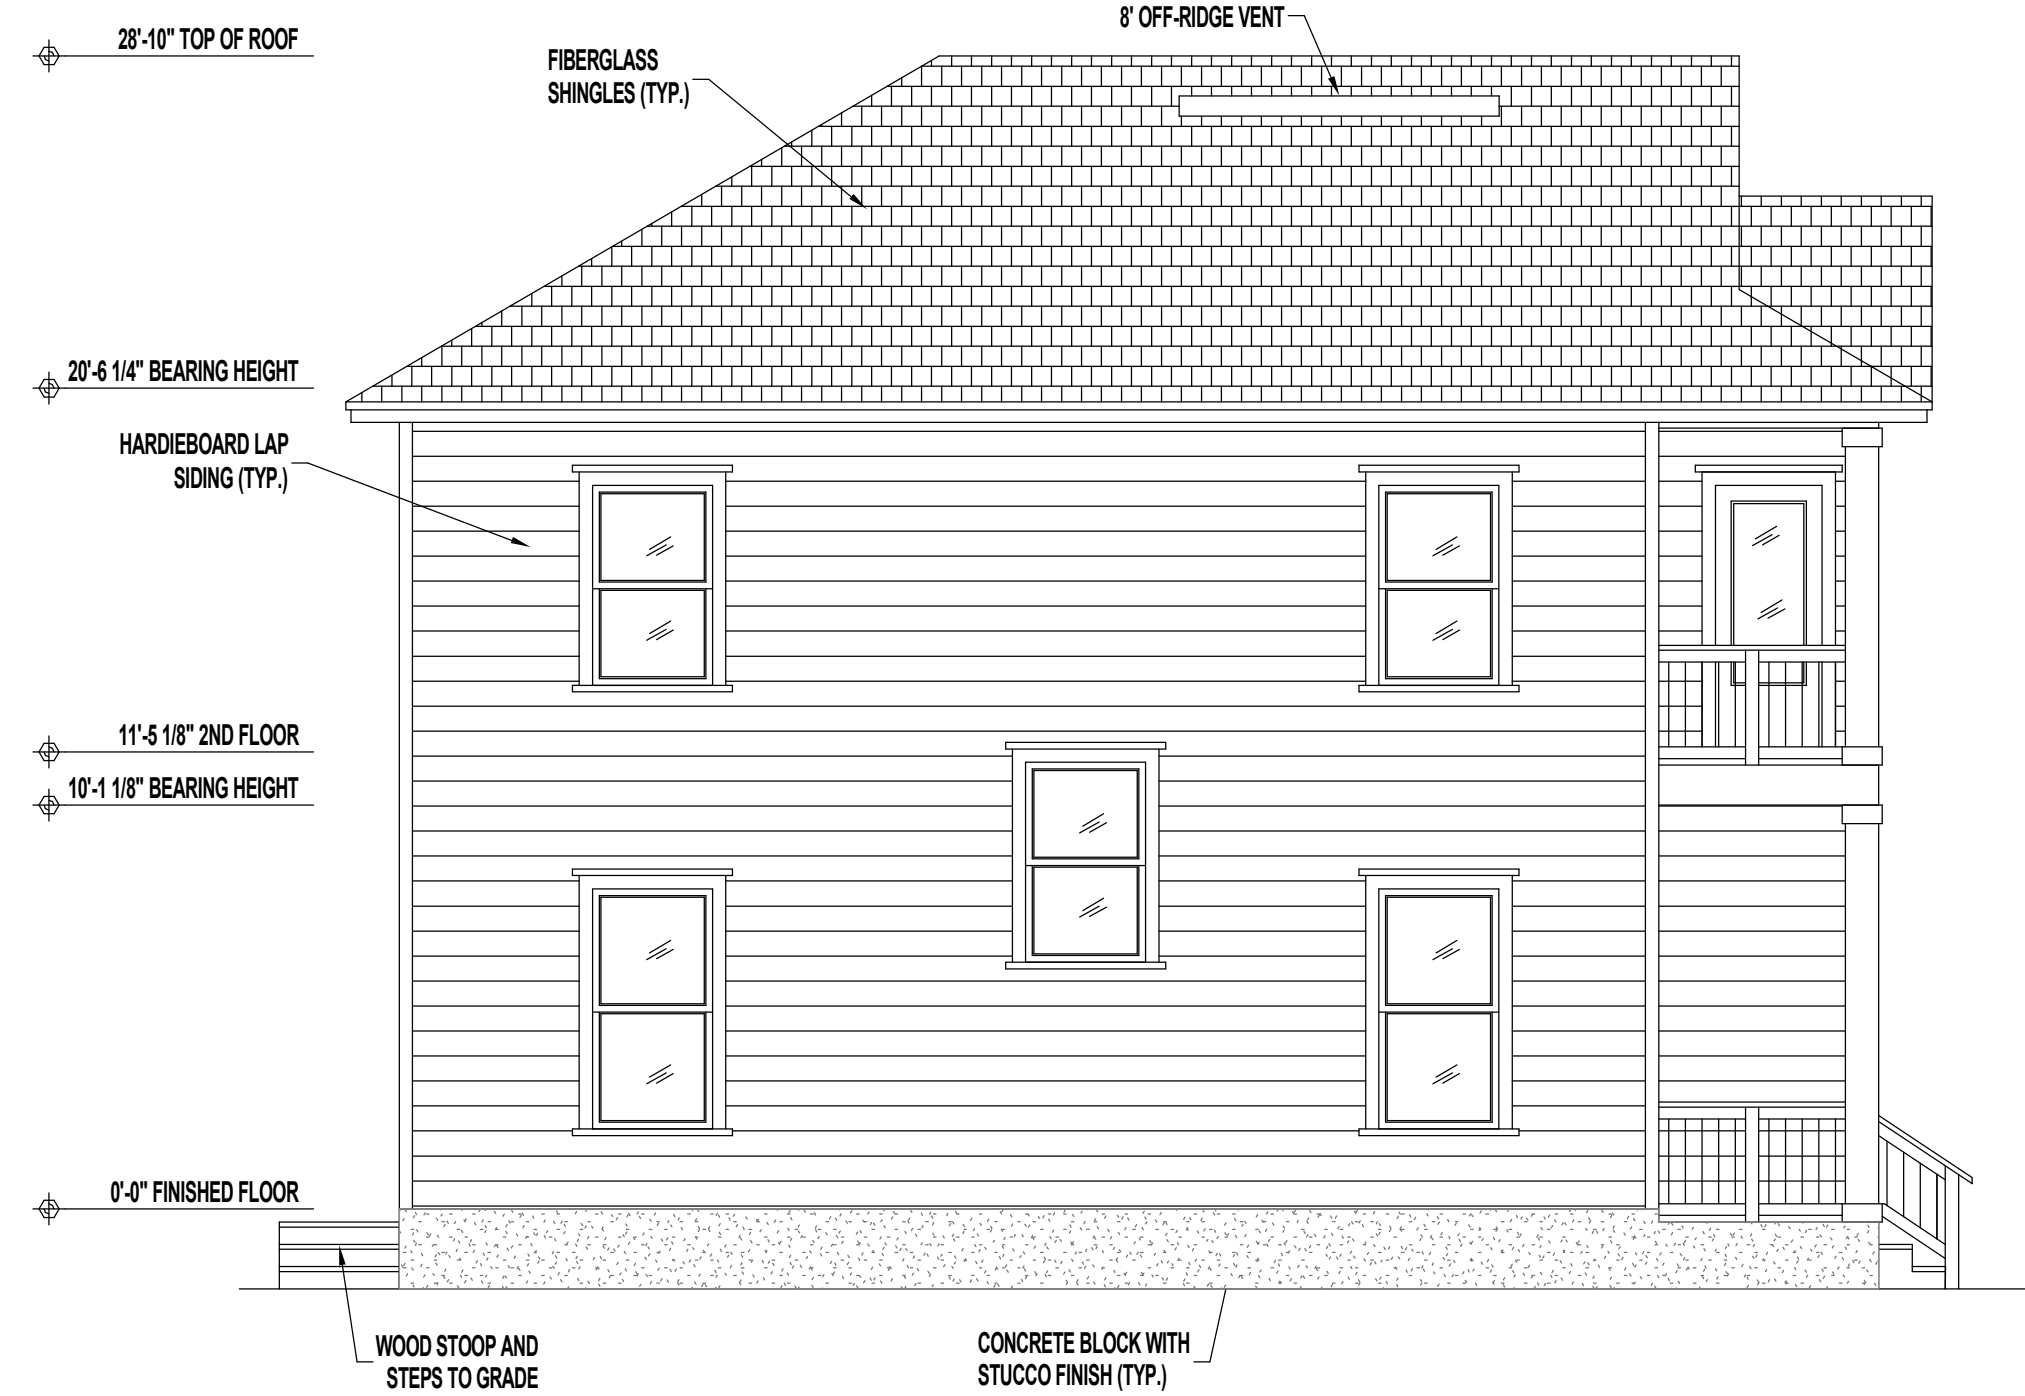 8' OFF-RIDGE VENT
28'-10" TOP OF ROOF
FIBERGLASS
SHINGLES (TYP.)
20'-6 1/4" BEARING HEIGHT
HARDIEBOARD LAP
SIDING (TYP.)
11'-5 1/8" 2ND FLOOR
10'-1 1/8" BEARING HEIGHT
0'-0" FINISHED FLOOR
WOOD STOOP AND
STEPS TO GRADE
CONCRETE BLOCK WITH
STUCCO FINISH (TYP.)